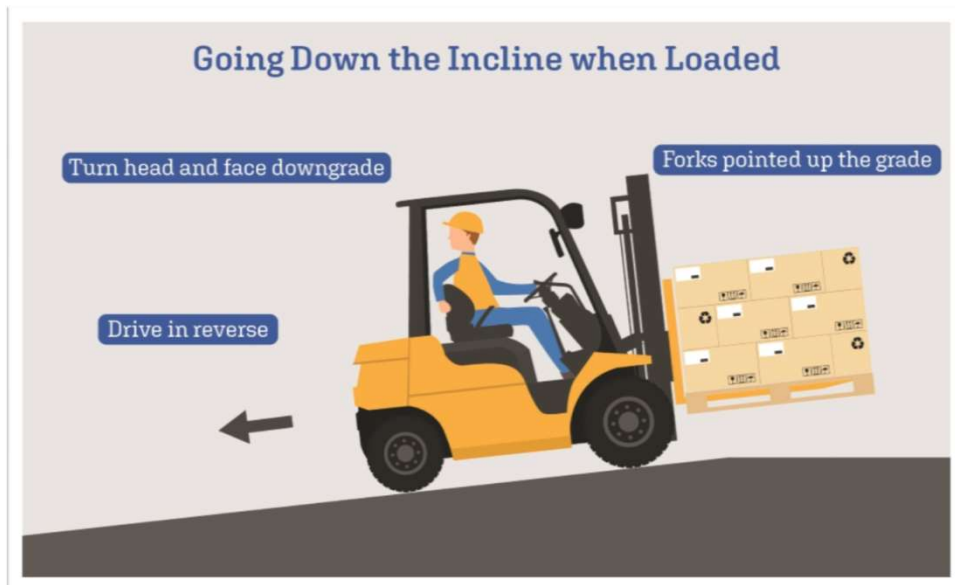 Going Down the Incline when Loaded
Turn head and face downgrade
Forks pointed up the grade
Drive in reverse